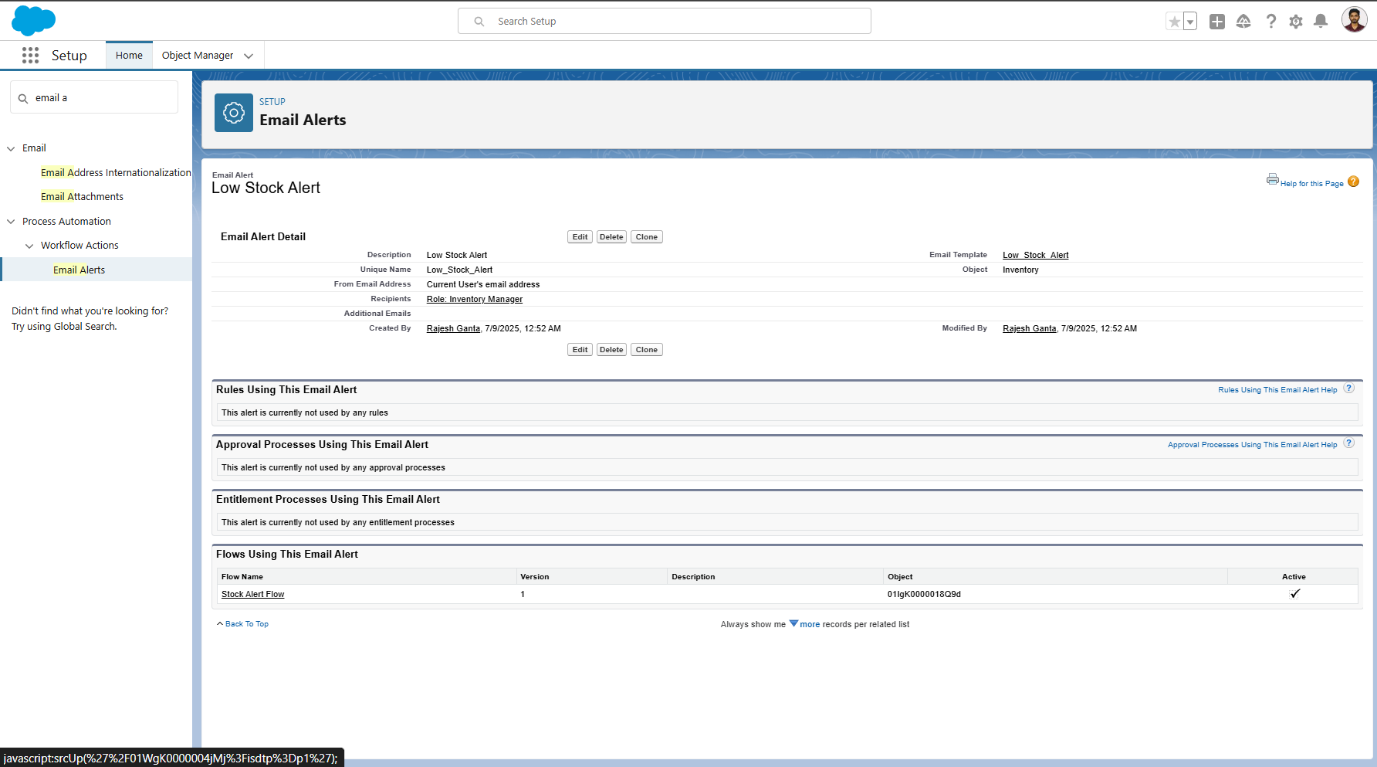 Search Setup
Setup
Home
Object Manager
email a
Email
Email Address Internationalization
Email Attachments
Process Automation
Workflow Actions
Email Alerts
Didn't find what you're looking for?
Try using Global Search.
SETUP
Email Alerts
Email Alert
Low Stock Alert
Help for this Page ?
Email Alert Detail
Edit Delete Clone
Description Low Stock Alert Email Template Low_Stock_Alert
Unique Name Low_Stock_Alert Object Inventory
From Email Address Current User's email address
Recipients Role: Inventory Manager
Additional Emails
Created By Rajesh Ganta, 7/9/2025, 12:52 AM Modified By Rajesh Ganta, 7/9/2025, 12:52 AM
Edit Delete Clone
Rules Using This Email Alert Rules Using This Email Alert Help ?
This alert is currently not used by any rules
Approval Processes Using This Email Alert Approval Processes Using This Email Alert Help ?
This alert is currently not used by any approval processes
Entitlement Processes Using This Email Alert
This alert is currently not used by any entitlement processes
Flows Using This Email Alert
Flow Name Version Description Object Active
Stock Alert Flow 1 01IgK0000018Q9d
Back To Top Always show me more records per related list
javascript:srcUp(%27%2F01WgK0000004jMj%3Fisdtp%3Dp1%27);